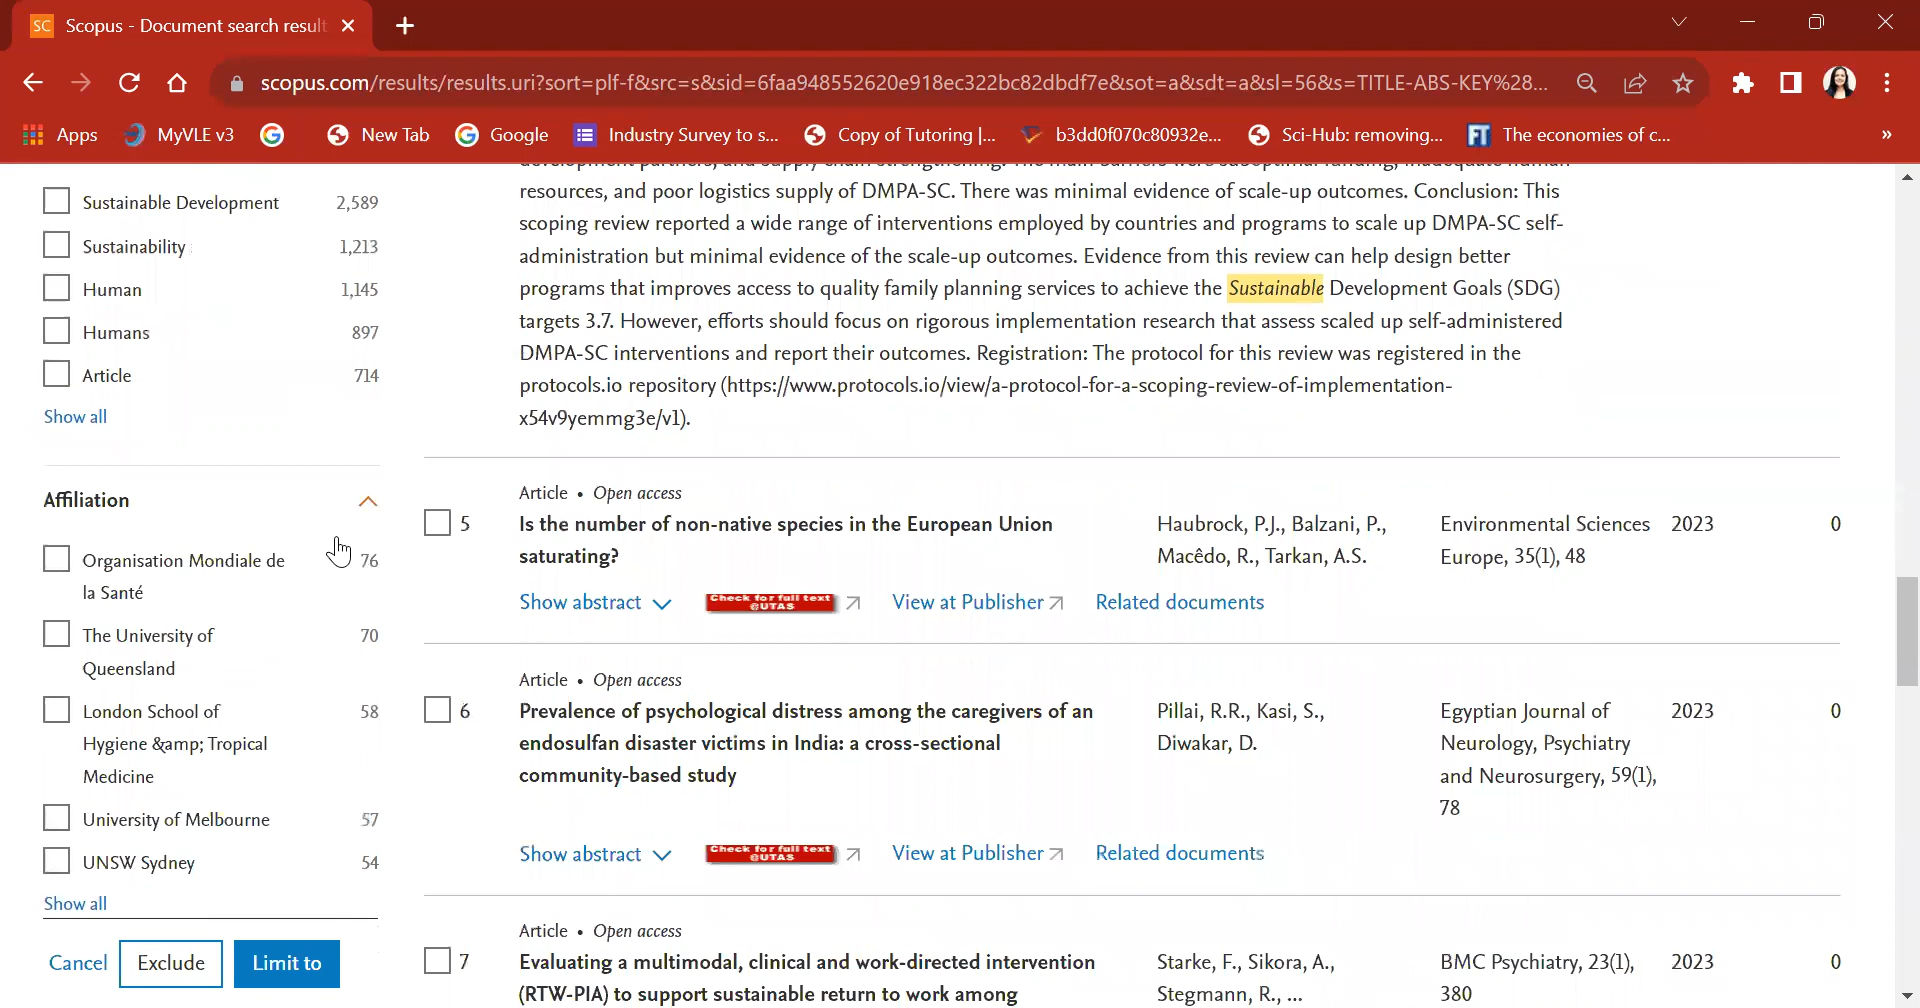 SC Scopus - Document search result
scopus.com/results/results.uri?sort=plf-f&src=s&sid=6faa948552620e918ec322bc82dbdf7e&sot=a&sdt=a&sl=56&s=TITLE-ABS-KEY%28...
Apps MyVLE v3 New Tab Google Industry Survey to s... Copy of Tutoring |... b3dd0f070c80932e... Sci-Hub: removing... FT The economies of c... »
Sustainable Development 2,589
Sustainability 1,213
Human 1,145
Humans 897
Article 714
Show all
Affiliation
Organisation Mondiale de la Santé 76
The University of Queensland 70
London School of Hygiene &amp; Tropical Medicine 58
University of Melbourne 57
UNSW Sydney 54
Show all
Cancel Exclude Limit to
development partners, and supply chain strengthening. The main barriers were suboptimal funding, inadequate human
resources, and poor logistics supply of DMPA-SC. There was minimal evidence of scale-up outcomes. Conclusion: This
scoping review reported a wide range of interventions employed by countries and programs to scale up DMPA-SC self-
administration but minimal evidence of the scale-up outcomes. Evidence from this review can help design better
programs that improves access to quality family planning services to achieve the Sustainable Development Goals (SDG)
targets 3.7. However, efforts should focus on rigorous implementation research that assess scaled up self-administered
DMPA-SC interventions and report their outcomes. Registration: The protocol for this review was registered in the
protocols.io repository (https://www.protocols.io/view/a-protocol-for-a-scoping-review-of-implementation-
x54v9yemmg3e/v1).
Article • Open access
5 Is the number of non-native species in the European Union Haubrock, P.J., Balzani, P., Environmental Sciences 2023 0
saturating? Macêdo, R., Tarkan, A.S. Europe, 35(1), 48
Show abstract Check for full text @UTAS View at Publisher Related documents
Article • Open access
6 Prevalence of psychological distress among the caregivers of an Pillai, R.R., Kasi, S., Egyptian Journal of 2023 0
endosulfan disaster victims in India: a cross-sectional Diwakar, D. Neurology, Psychiatry
community-based study and Neurosurgery, 59(1),
78
Show abstract Check for full text @UTAS View at Publisher Related documents
Article • Open access
7 Evaluating a multimodal, clinical and work-directed intervention Starke, F., Sikora, A., BMC Psychiatry, 23(1), 2023 0
(RTW-PIA) to support sustainable return to work among Stegmann, R., ... 380